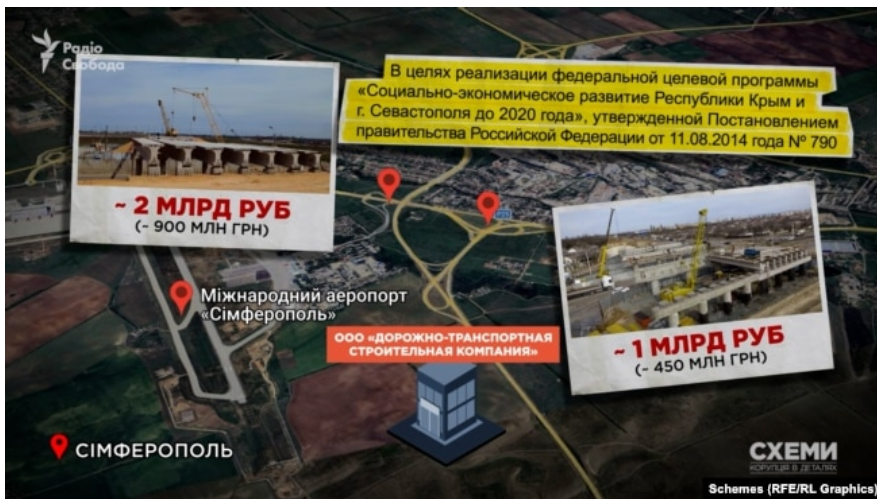 Радіо
Свобода
В целях реализации федеральной целевой программы
«Социально-экономическое развитие Республики Крым и
г. Севастополя до 2020 года», утвержденной Постановлением
правительства Российской Федерации от 11.08.2014 года № 790
~ 2 МЛРД РУБ
(~ 900 МЛН ГРН)
Міжнародний аеропорт
«Сімферополь»
ООО «ДОРОЖНО-ТРАНСПОРТНАЯ
СТРОИТЕЛЬНАЯ КОМПАНИЯ»
~ 1 МЛРД РУБ
(~ 450 МЛН ГРН)
СІМФЕРОПОЛЬ
СХЕМИ
КОРУПЦІЯ В ДЕТАЛЯХ
Schemes (RFE/RL Graphics)